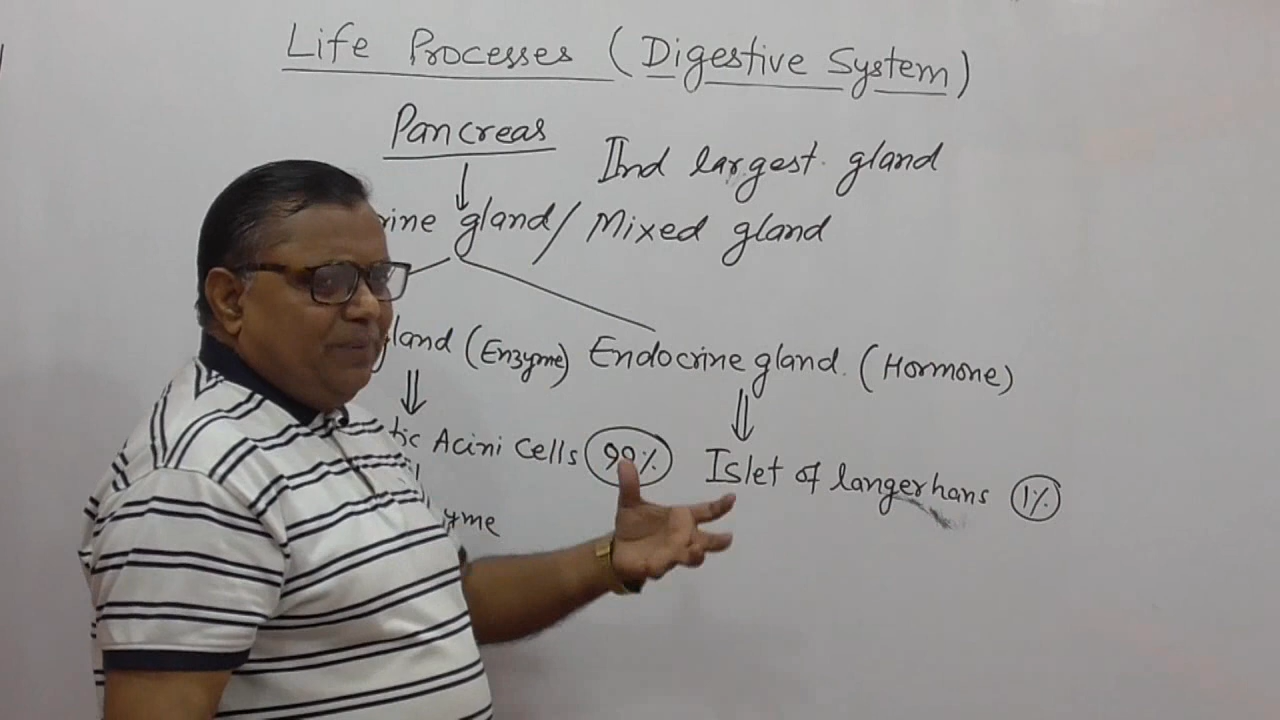 Life Processes (Digestive System)
Pancreas IInd largest gland
rine gland/ Mixed gland
land (Enzyme) Endocrine gland. (Hormone)
tic Acini Cells 99% Islet of langerhans 1%
yme